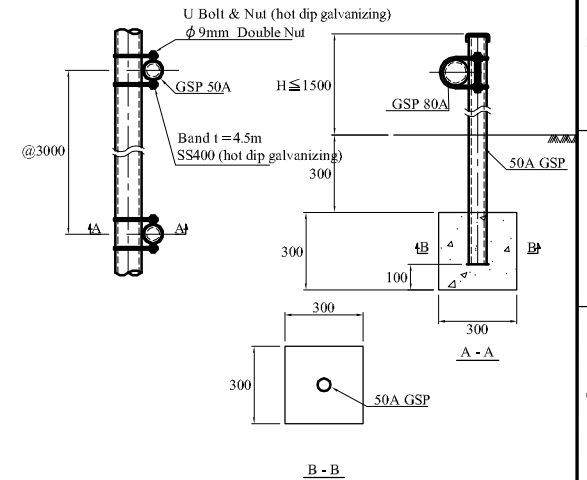 U Bolt & Nut (hot dip galvanizing)
ϕ 9mm Double Nut
GSP 50A
H≦1500
GSP 80A
@3000
Band t＝4.5m
SS400 (hot dip galvanizing)
50A GSP
300
A A
300
B B
100
300
300
A - A
300
50A GSP
B - B